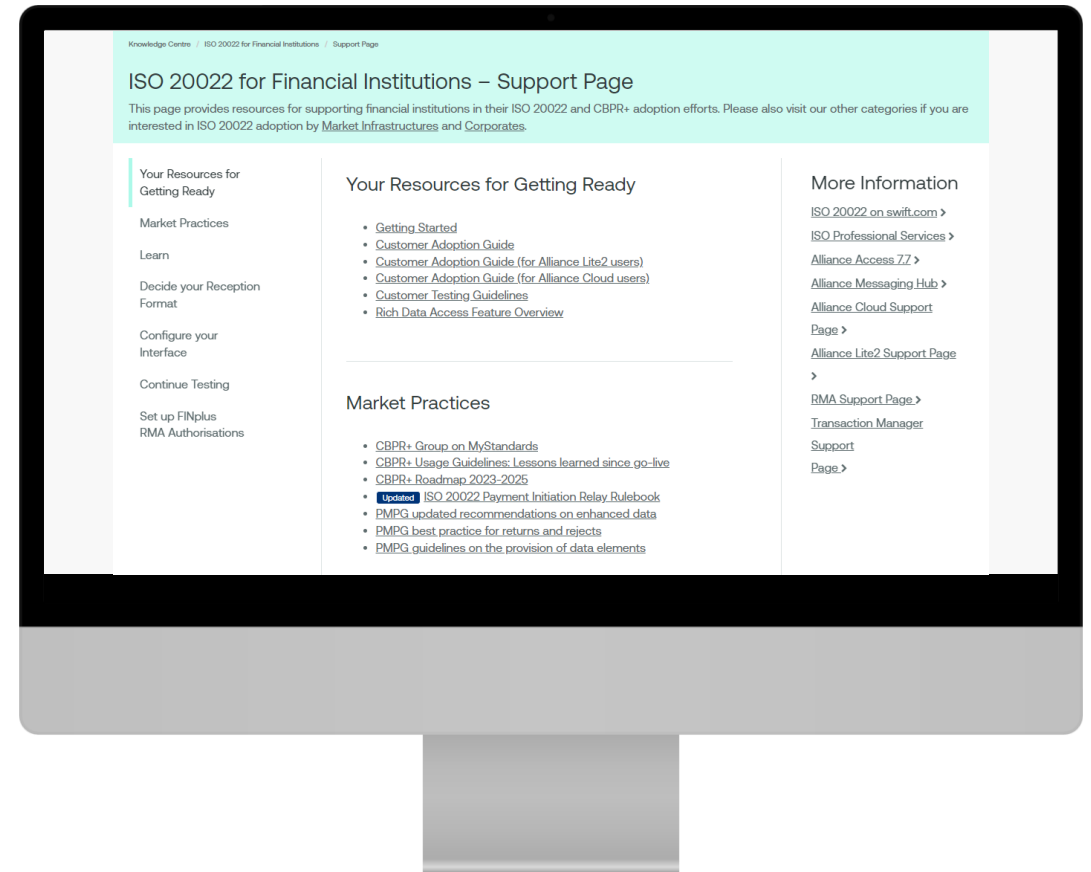 Knowledge Centre / ISO 20022 for Financial Institutions / Support Page
ISO 20022 for Financial Institutions – Support Page
This page provides resources for supporting financial institutions in their ISO 20022 and CBPR+ adoption efforts. Please also visit our other categories if you are
interested in ISO 20022 adoption by Market Infrastructures and Corporates.
Your Resources for
Getting Ready
Market Practices
Learn
Decide your Reception
Format
Configure your
Interface
Continue Testing
Set up FINplus
RMA Authorisations
Your Resources for Getting Ready
• Getting Started
• Customer Adoption Guide
• Customer Adoption Guide (for Alliance Lite2 users)
• Customer Adoption Guide (for Alliance Cloud users)
• Customer Testing Guidelines
• Rich Data Access Feature Overview
Market Practices
• CBPR+ Group on MyStandards
• CBPR+ Usage Guidelines: Lessons learned since go-live
• CBPR+ Roadmap 2023-2025
• Updated ISO 20022 Payment Initiation Relay Rulebook
• PMPG updated recommendations on enhanced data
• PMPG best practice for returns and rejects
• PMPG guidelines on the provision of data elements
More Information
ISO 20022 on swift.com >
ISO Professional Services >
Alliance Access 7.7 >
Alliance Messaging Hub >
Alliance Cloud Support
Page >
Alliance Lite2 Support Page
>
RMA Support Page >
Transaction Manager
Support
Page >